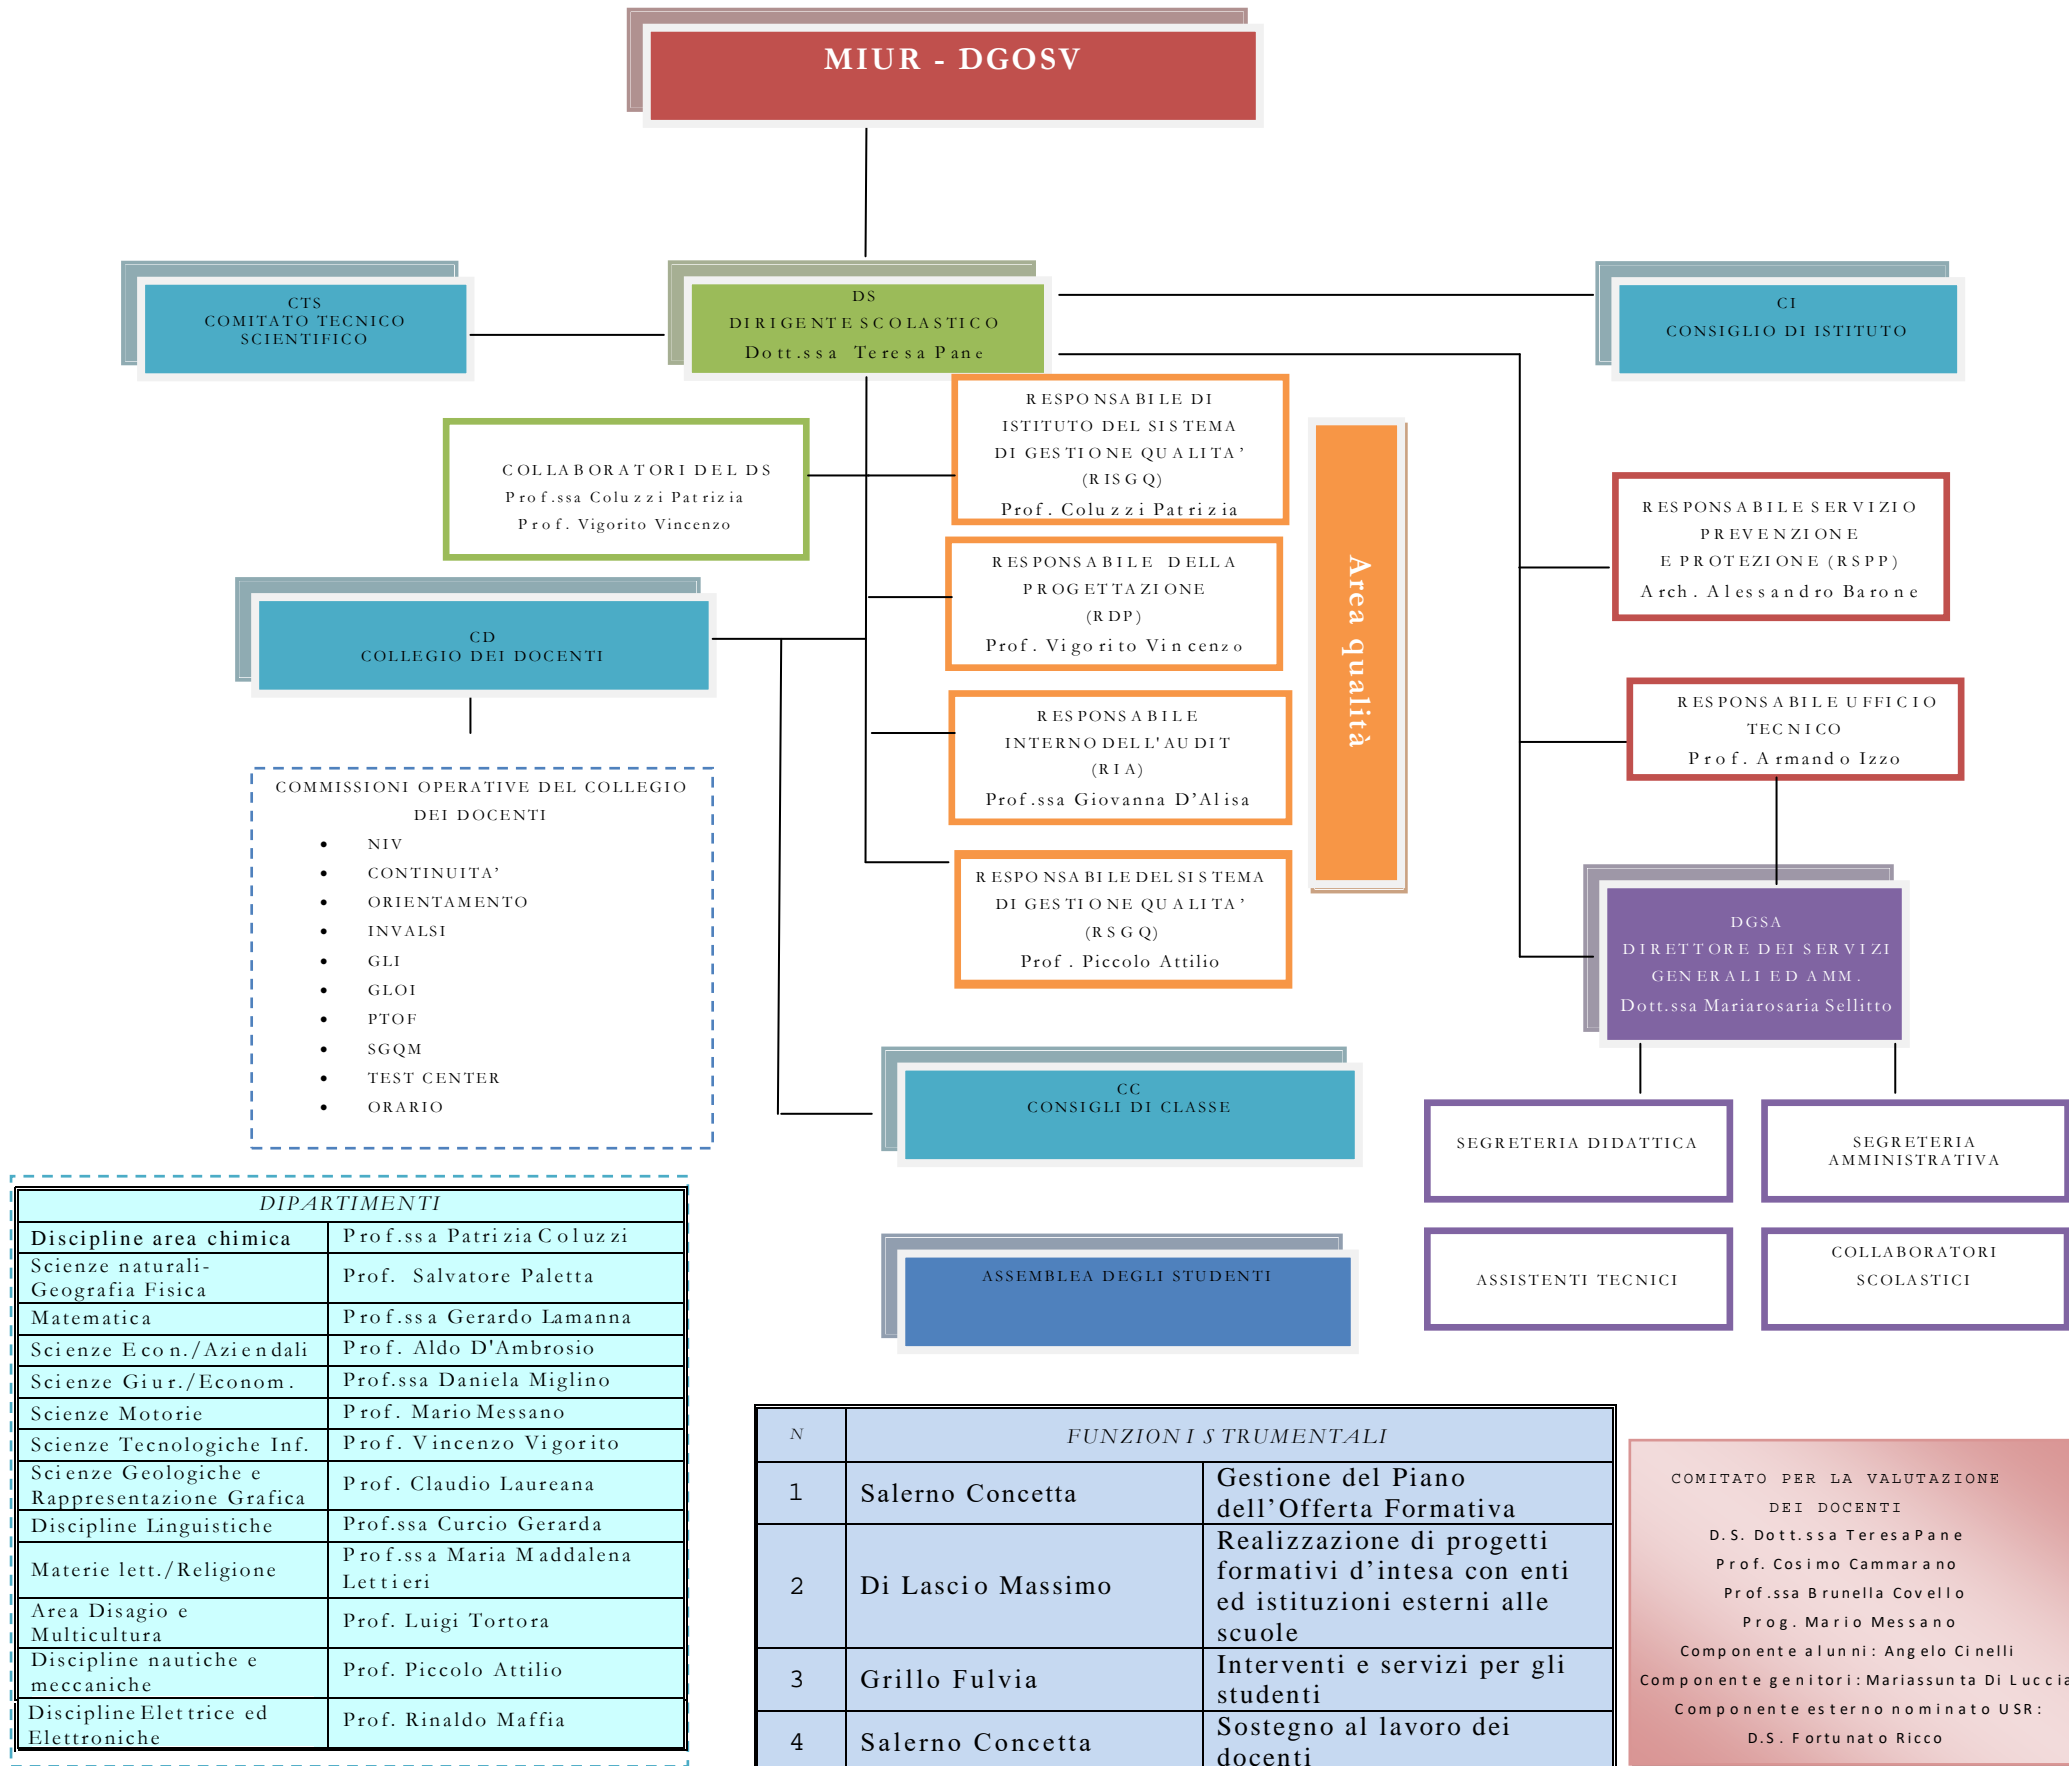 MIUR - DGOSV
CTS
COMITATO TECNICO
SCIENTIFICO
DS
DIRIGENTE SCOLASTICO
Dott.ssa Teresa Pane
CI
CONSIGLIO DI ISTITUTO
COLLABORATORI DEL DS
Prof.ssa Coluzzi Patrizia
Prof. Vigorito Vincenzo
RESPONSABILE DI
ISTITUTO DEL SISTEMA
DI GESTIONE QUALITA’
(RISGQ)
Prof. Coluzzi Patrizia
RESPONSABILE DELLA
PROGETTAZIONE
(RDP)
Prof. Vigorito Vincenzo
RESPONSABILE
INTERNO DELL'AUDIT
(RIA)
Prof.ssa Giovanna D’Alisa
RESPONSABILE DEL SISTEMA
DI GESTIONE QUALITA’
(RSGQ)
Prof. Piccolo Attilio
Area qualità
RESPONSABILE SERVIZIO
PREVENZIONE
E PROTEZIONE (RSPP)
Arch. Alessandro Barone
RESPONSABILE UFFICIO
TECNICO
Prof. Armando Izzo
DGSA
DIRETTORE DEI SERVIZI
GENERALI ED AMM.
Dott.ssa Mariarosaria Sellitto
CD
COLLEGIO DEI DOCENTI
COMMISSIONI OPERATIVE DEL COLLEGIO
DEI DOCENTI
• NIV
• CONTINUITA’
• ORIENTAMENTO
• INVALSI
• GLI
• GLOI
• PTOF
• SGQM
• TEST CENTER
• ORARIO
CC
CONSIGLI DI CLASSE
ASSEMBLEA DEGLI STUDENTI
SEGRETERIA DIDATTICA
SEGRETERIA
AMMINISTRATIVA
ASSISTENTI TECNICI
COLLABORATORI
SCOLASTICI
DIPARTIMENTI
Discipline area chimica Prof.ssa Patrizia Coluzzi
Scienze naturali-
Geografia Fisica
Prof. Salvatore Paletta
Matematica Prof.ssa Gerardo Lamanna
Scienze Econ./Aziendali Prof. Aldo D'Ambrosio
Scienze Giur./Econom. Prof.ssa Daniela Miglino
Scienze Motorie Prof. Mario Messano
Scienze Tecnologiche Inf. Prof. Vincenzo Vigorito
Scienze Geologiche e
Rappresentazione Grafica
Prof. Claudio Laureana
Discipline Linguistiche Prof.ssa Curcio Gerarda
Materie lett./Religione
Prof.ssa Maria Maddalena
Lettieri
Area Disagio e
Multicultura
Prof. Luigi Tortora
Discipline nautiche e
meccaniche
Prof. Piccolo Attilio
Discipline Elettrice ed
Elettroniche
Prof. Rinaldo Maffia
N FUNZIONI STRUMENTALI
1 Salerno Concetta
Gestione del Piano
dell’Offerta Formativa
2 Di Lascio Massimo
Realizzazione di progetti
formativi d’intesa con enti
ed istituzioni esterni alle
scuole
3 Grillo Fulvia
Interventi e servizi per gli
studenti
4 Salerno Concetta
Sostegno al lavoro dei
docenti
COMITATO PER LA VALUTAZIONE
DEI DOCENTI
D.S. Dott.ssa Teresa Pane
Prof. Cosimo Cammarano
Prof.ssa Brunella Covello
Prog. Mario Messano
Componente alunni: Angelo Cinelli
Componente genitori: Mariassunta Di Luccia
Componente esterno nominato USR:
D.S. Fortunato Ricco